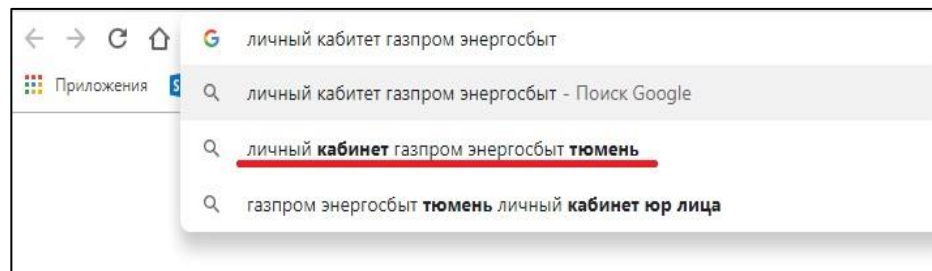 личный кабитет газпром энергосбыт
Приложения
личный кабитет газпром энергосбыт - Поиск Google
личный кабинет газпром энергосбыт тюмень
газпром энергосбыт тюмень личный кабинет юр лица